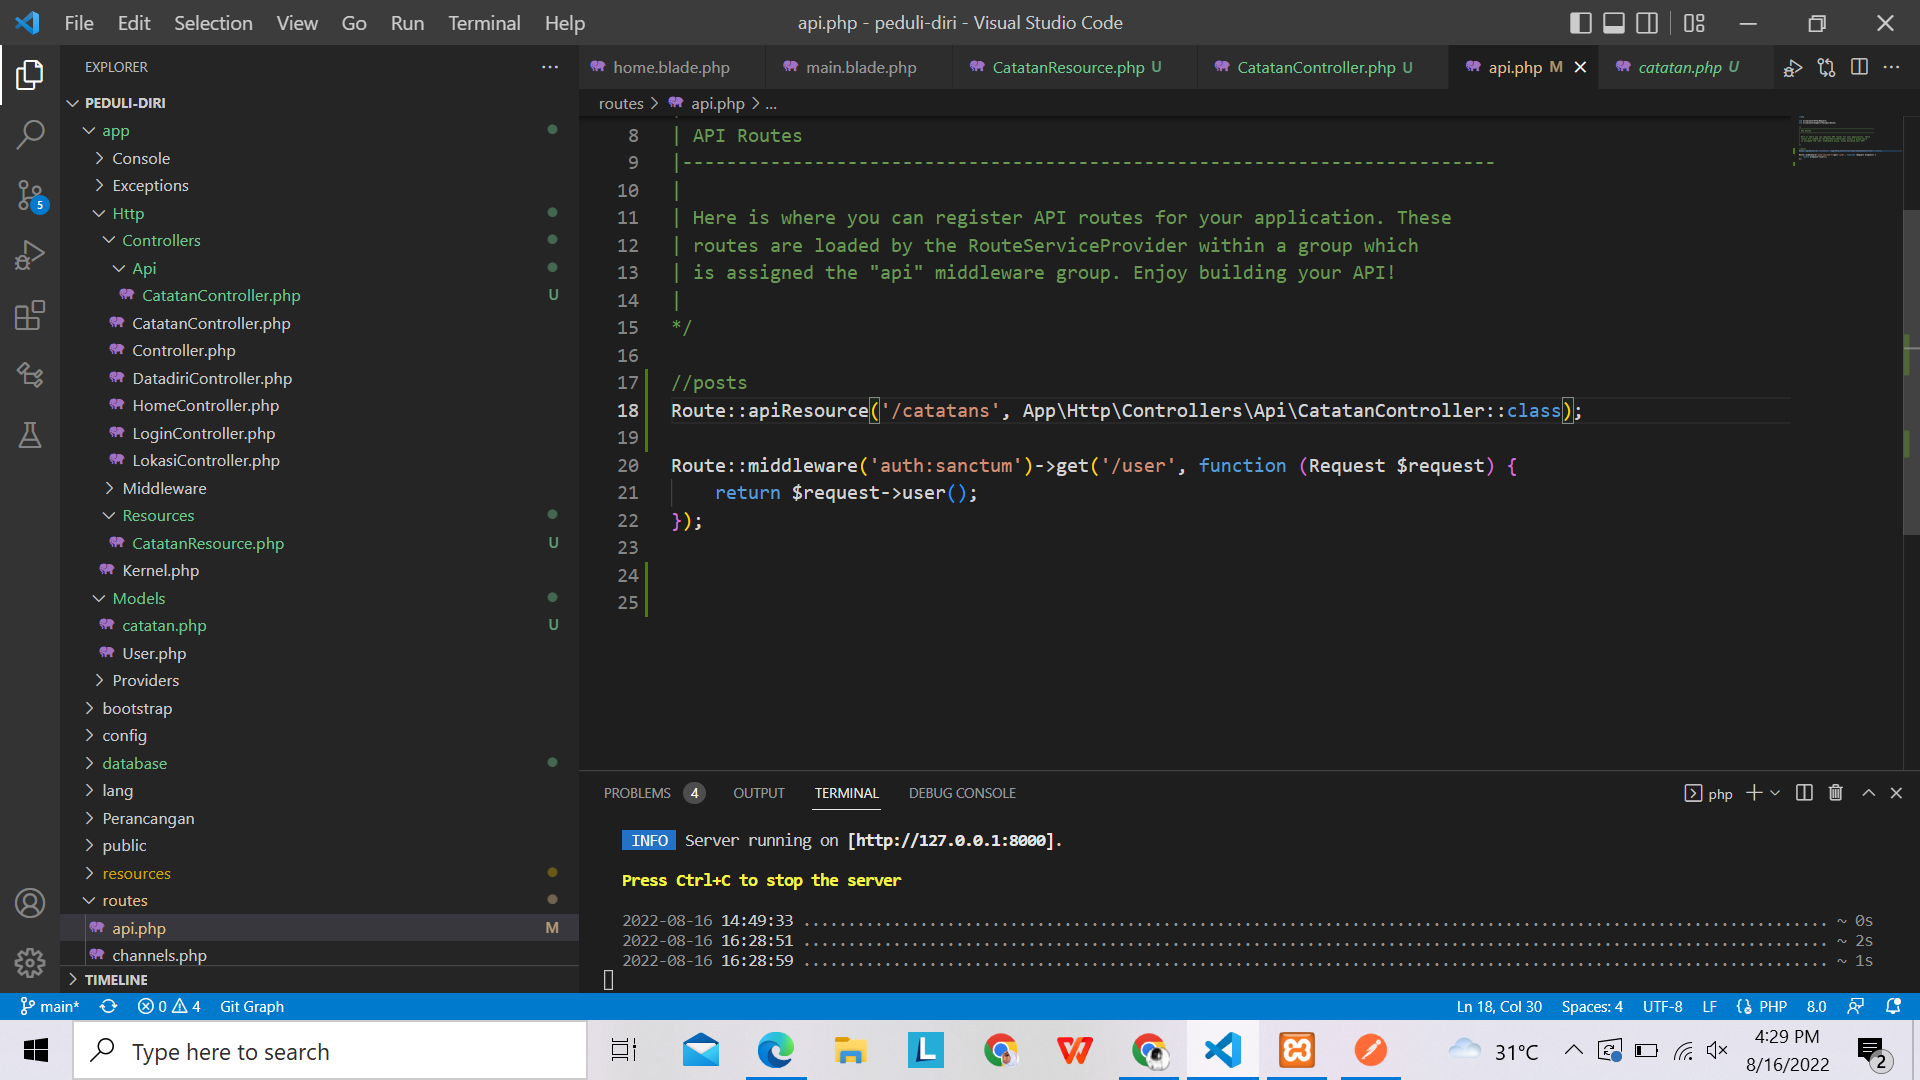 File Edit Selection View Go Run Terminal Help
api.php - peduli-diri - Visual Studio Code
EXPLORER
PEDULI-DIRI
app
Console
Exceptions
Http
Controllers
Api
CatatanController.php U
CatatanController.php
Controller.php
DatadiriController.php
HomeController.php
LoginController.php
LokasiController.php
Middleware
Resources
CatatanResource.php U
Kernel.php
Models
catatan.php U
User.php
Providers
bootstrap
config
database
lang
Perancangan
public
resources
routes
api.php M
channels.php
TIMELINE
5
home.blade.php main.blade.php CatatanResource.php U CatatanController.php U api.php M catatan.php U
routes > api.php > ...
8 | API Routes
9 |--------------------------------------------------------------------------
10 |
11 | Here is where you can register API routes for your application. These
12 | routes are loaded by the RouteServiceProvider within a group which
13 | is assigned the "api" middleware group. Enjoy building your API!
14 |
15 */
16
17 //posts
18 Route::apiResource('/catatans', App\Http\Controllers\Api\CatatanController::class);
19
20 Route::middleware('auth:sanctum')->get('/user', function (Request $request) {
21 return $request->user();
22 });
23
24
25
PROBLEMS 4 OUTPUT TERMINAL DEBUG CONSOLE
php
INFO Server running on [http://127.0.0.1:8000].
Press Ctrl+C to stop the server
2022-08-16 14:49:33 ............................................................................................. ~ 0s
2022-08-16 16:28:51 ............................................................................................. ~ 2s
2022-08-16 16:28:59 ............................................................................................. ~ 1s
main* 0 4 Git Graph
Ln 18, Col 30 Spaces: 4 UTF-8 LF PHP 8.0
Type here to search
31°C
4:29 PM
8/16/2022
2